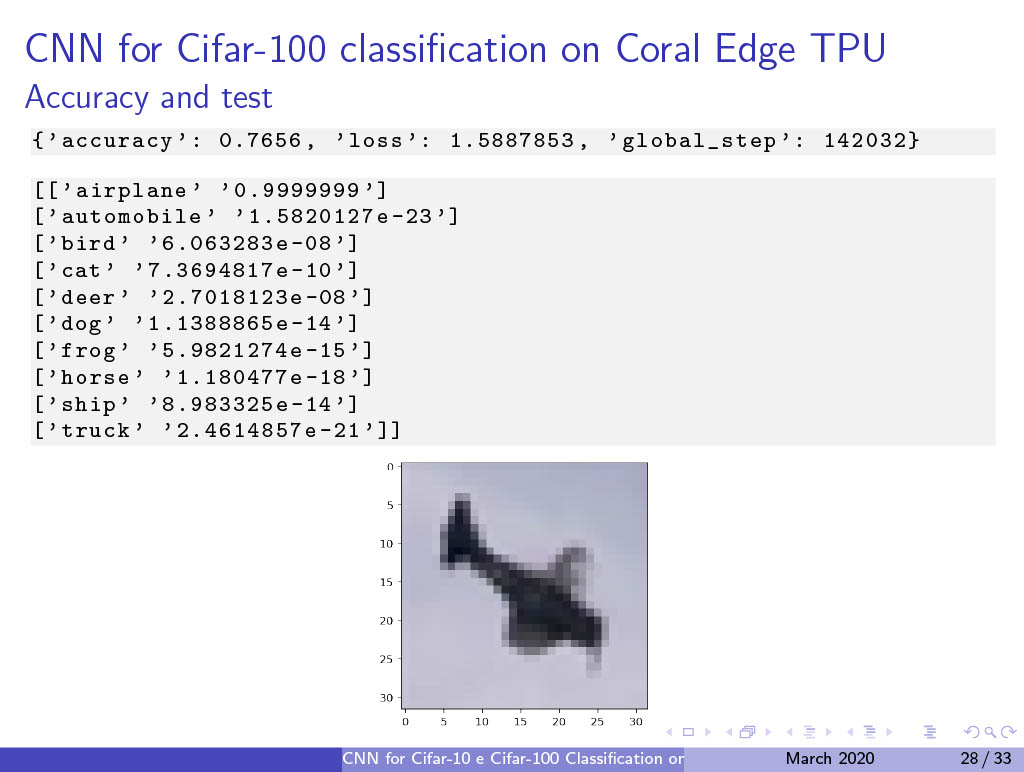 CNN for Cifar-100 classification on Coral Edge TPU
Accuracy and test
{'accuracy': 0.7656, 'loss': 1.5887853, 'global_step': 142032}
[['airplane' '0.9999999']
['automobile' '1.5820127e-23']
['bird' '6.063283e-08']
['cat' '7.3694817e-10']
['deer' '2.7018123e-08']
['dog' '1.1388865e-14']
['frog' '5.9821274e-15']
['horse' '1.180477e-18']
['ship' '8.983325e-14']
['truck' '2.4614857e-21']]
0
5
10
15
20
25
30
0 5 10 15 20 25 30
CNN for Cifar-10 e Cifar-100 Classification or March 2020 28 / 33